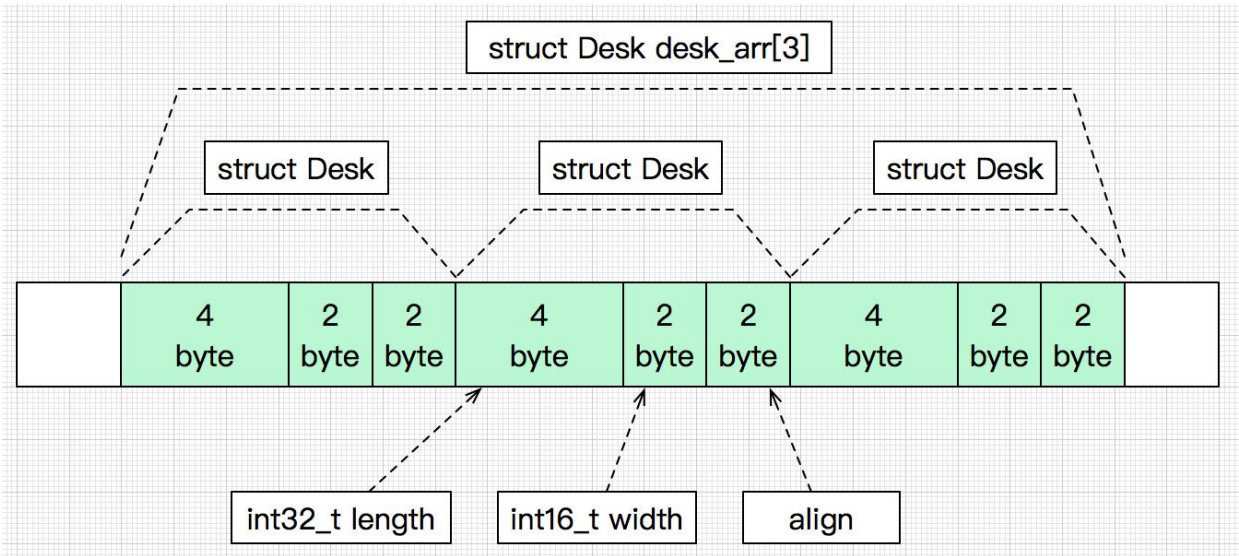 struct Desk desk_arr[3]
struct Desk
struct Desk
struct Desk
4
byte
2
byte
2
byte
4
byte
2
byte
2
byte
4
byte
2
byte
2
byte
int32_t length
int16_t width
align